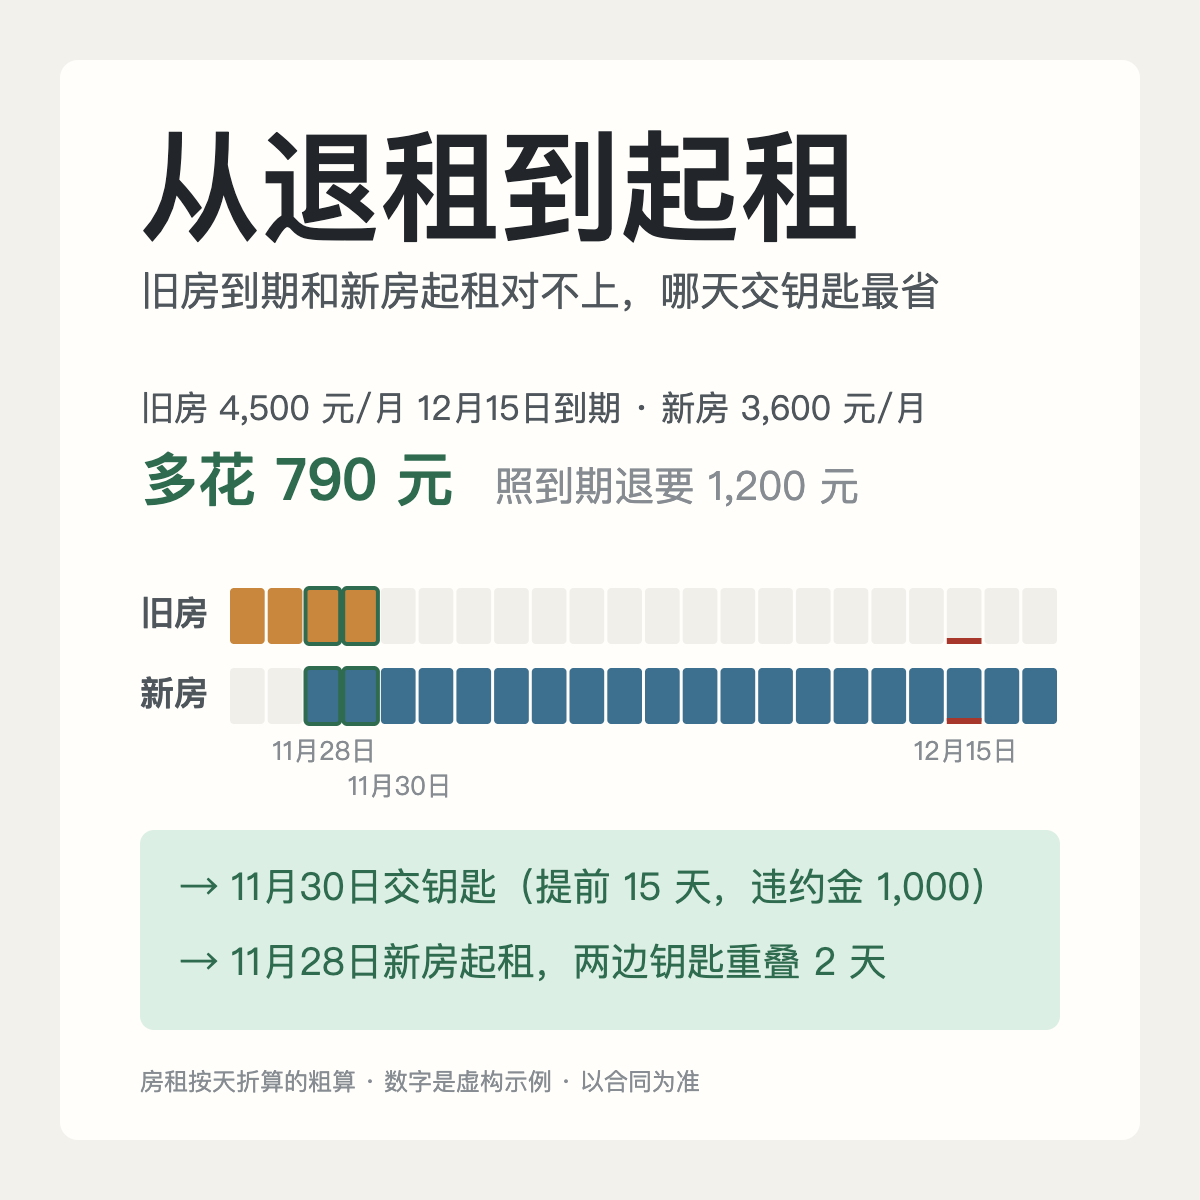 从退租到起租
旧房到期和新房起租对不上，哪天交钥匙最省
旧房 4,500 元/月 12月15日到期 · 新房 3,600 元/月
多花 790 元 照到期退要 1,200 元
旧房
新房
11月28日 12月15日
11月30日
→ 11月30日交钥匙（提前 15 天，违约金 1,000）
→ 11月28日新房起租，两边钥匙重叠 2 天
房租按天折算的粗算 · 数字是虚构示例 · 以合同为准